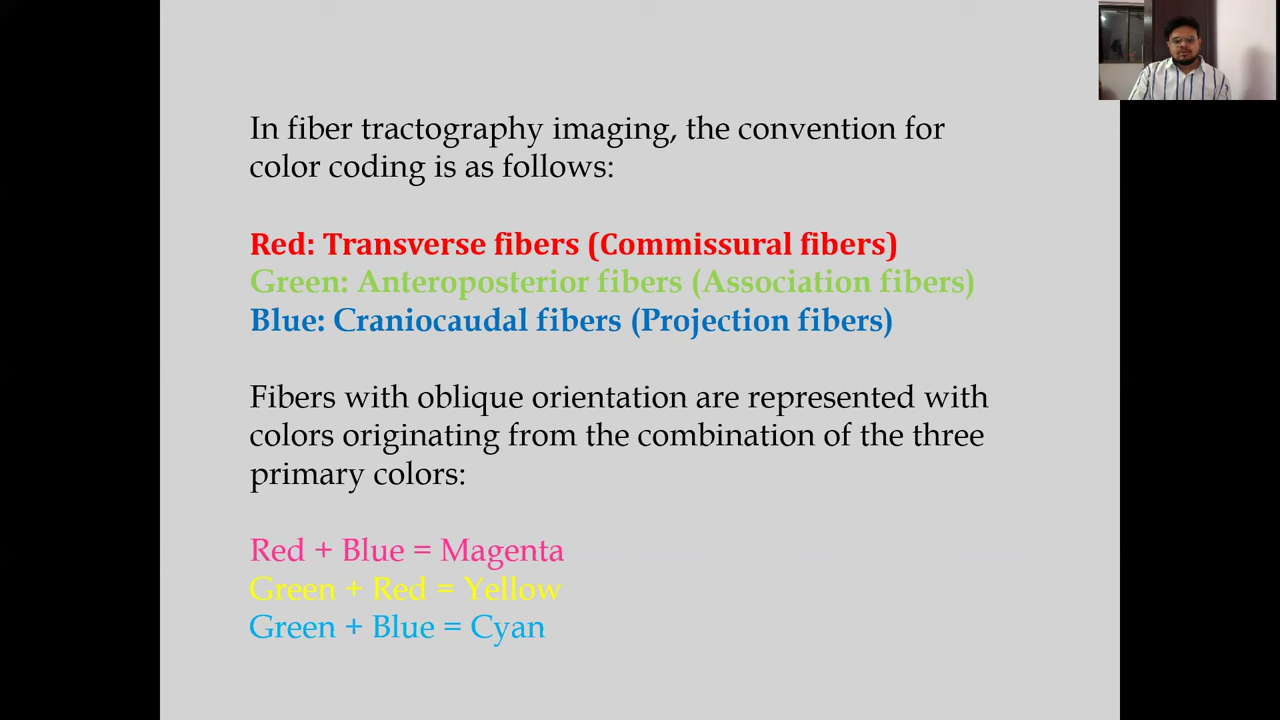 In fiber tractography imaging, the convention for
color coding is as follows:
Red: Transverse fibers (Commissural fibers)
Green: Anteroposterior fibers (Association fibers)
Blue: Craniocaudal fibers (Projection fibers)
Fibers with oblique orientation are represented with
colors originating from the combination of the three
primary colors:
Red + Blue = Magenta
Green + Red = Yellow
Green + Blue = Cyan